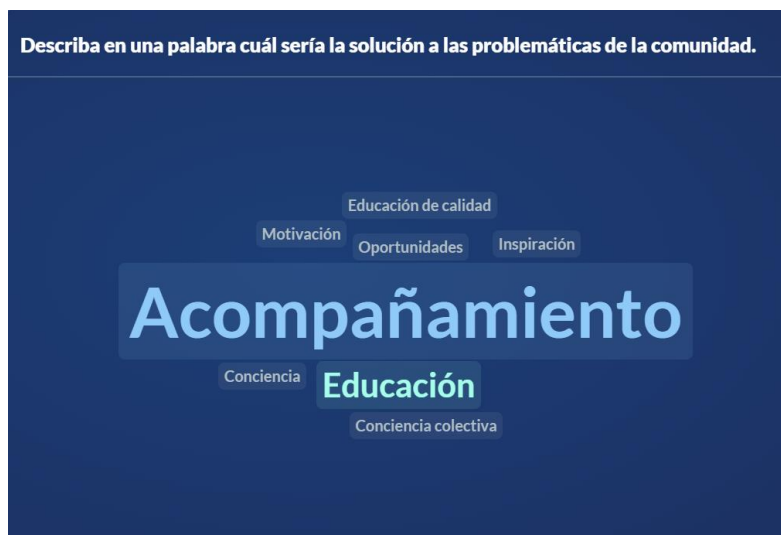 Describa en una palabra cuál sería la solución a las problemáticas de la comunidad.
Educación de calidad
Motivación
Oportunidades
Inspiración
Acompañamiento
Conciencia
Educación
Conciencia colectiva